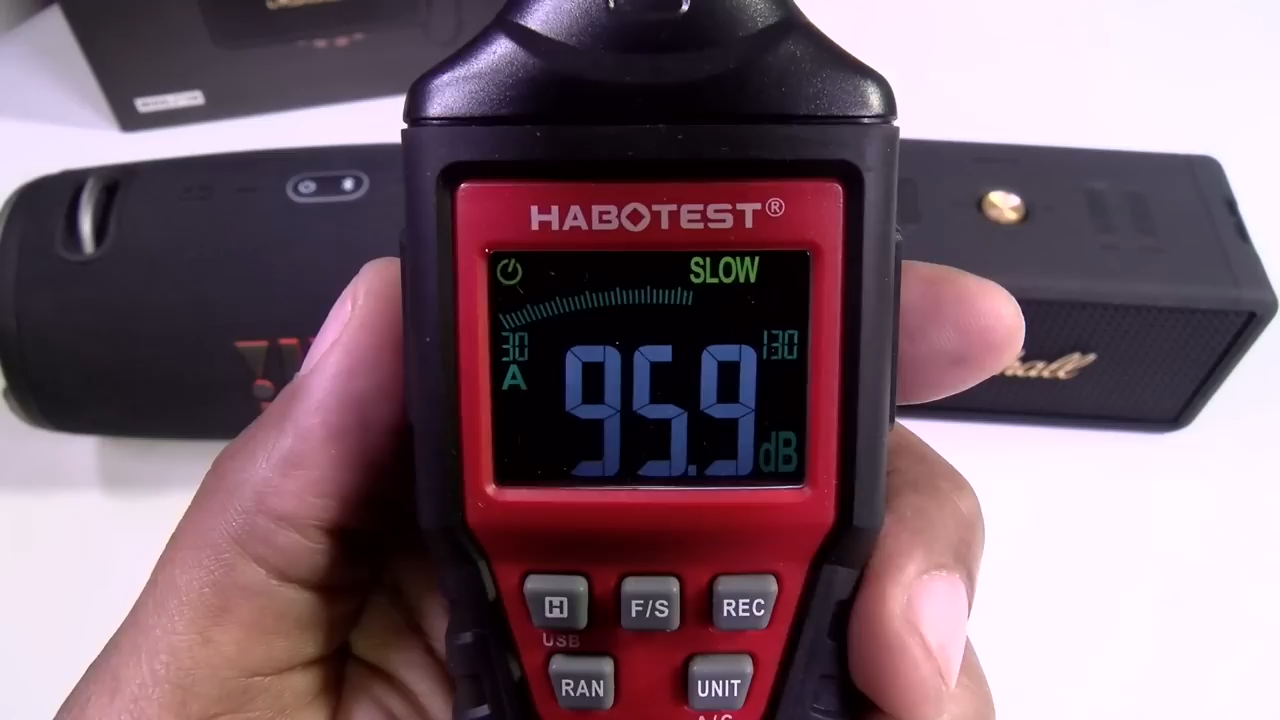 HABOTEST®
SLOW
30
130
A
95.9
dB
H
F/S
REC
USB
RAN
UNIT